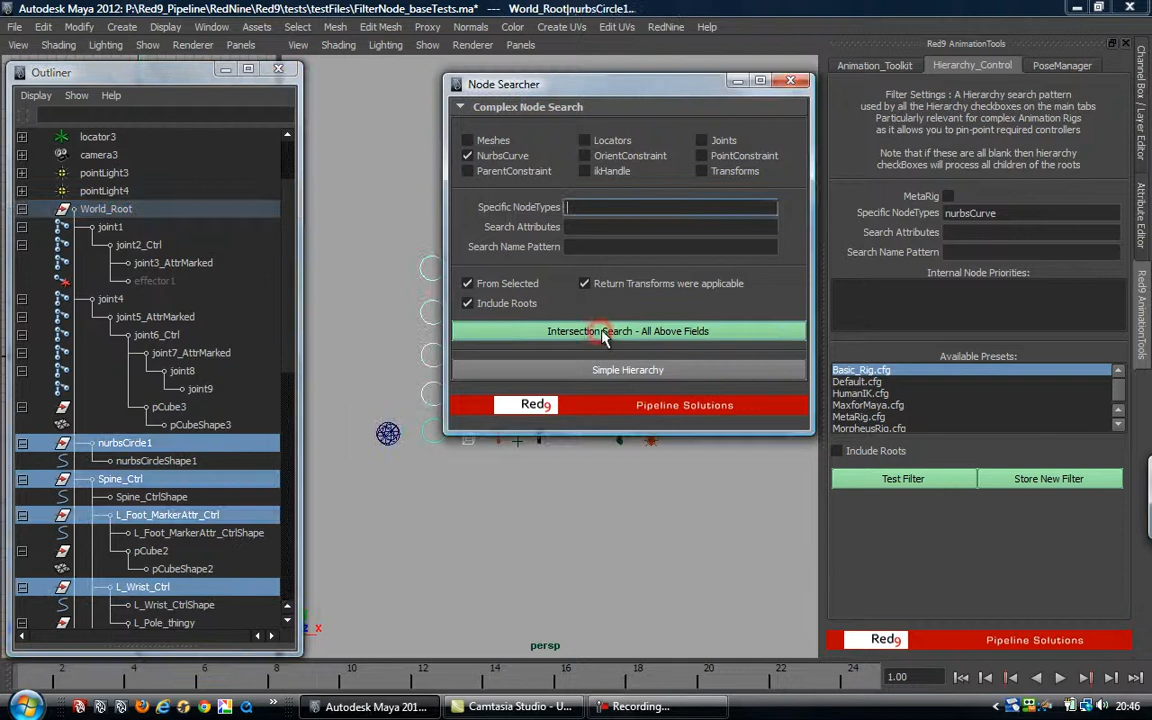 Autodesk Maya 201... P:\Red9_Pipeline\RedNine\Red9\tests\testFiles\FilterNode_baseTests.ma* --- World_Root|nurbsCircle1...
File Edit Modify Create Display Window Assets Select Mesh Edit Mesh Proxy Normals Color Create UVs Edit UVs RedNine Help
View Shading Lighting Show Renderer Panels
View Shading Lighting Show Renderer Panels
Outliner
Display Show Help
locator3
camera3
pointLight3
pointLight4
World_Root
joint1
joint2_Ctrl
joint3_AttrMarked
effector1
joint4
joint5_AttrMarked
joint6_Ctrl
joint7_AttrMarked
joint8
joint9
pCube3
pCubeShape3
nurbsCircle1
nurbsCircleShape1
Spine_Ctrl
Spine_CtrlShape
L_Foot_MarkerAttr_Ctrl
L_Foot_MarkerAttr_CtrlShape
pCube2
pCubeShape2
L_Wrist_Ctrl
L_Wrist_CtrlShape
L_Pole_thingy
Node Searcher
Complex Node Search
Meshes Locators Joints
NurbsCurve OrientConstraint PointConstraint
ParentConstraint ikHandle Transforms
Specific NodeTypes
Search Attributes
Search Name Pattern
From Selected Return Transforms were applicable
Include Roots
Intersection Search - All Above Fields
Simple Hierarchy
Red9 Pipeline Solutions
x
persp
Red9 AnimationTools
Animation_Toolkit Hierarchy_Control PoseManager
Filter Settings : A Hierarchy search pattern
used by all the Hierarchy checkboxes on the main tabs
Particularly relevant for complex Animation Rigs
as it allows you to pin-point required controllers
Note that if these are all blank then hierarchy
checkBoxes will process all children of the roots
MetaRig
Specific NodeTypes nurbsCurve
Search Attributes
Search Name Pattern
Internal Node Priorities:
Available Presets:
Basic_Rig.cfg
Default.cfg
HumanIK.cfg
MaxforMaya.cfg
MorpheusRig.cfg
Include Roots
Test Filter Store New Filter
Red9 Pipeline Solutions
Channel Box / Layer Editor
Attribute Editor
Red9 AnimationTools
2 4 6 8 10 12 14 16 18 20 22 24
1.00
Autodesk Maya 201... Camtasia Studio - U... Recording... 20:46